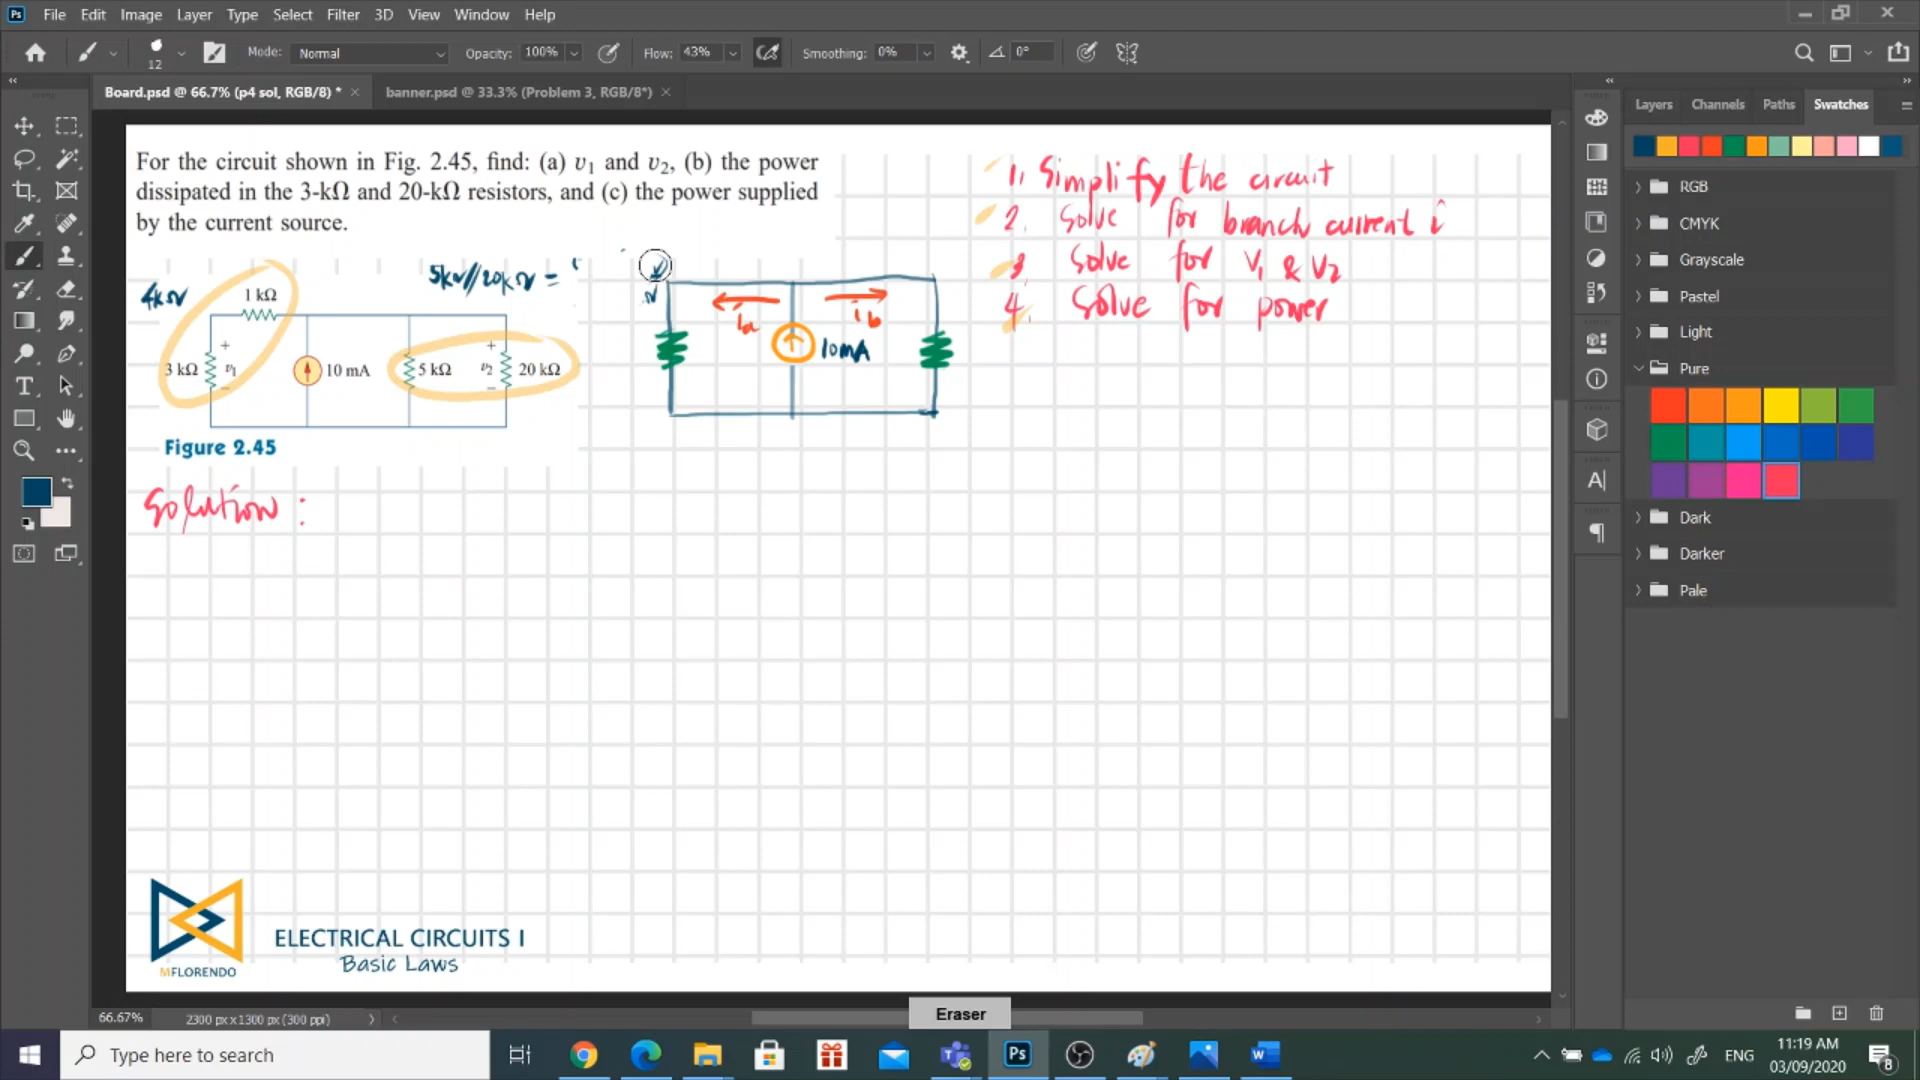 File Edit Image Layer Type Select Filter 3D View Window Help
12 Mode: Normal Opacity: 100% Flow: 43% Smoothing: 0% 0°
Board.psd @ 66.7% (p4 sol, RGB/8) * banner.psd @ 33.3% (Problem 3, RGB/8*)
For the circuit shown in Fig. 2.45, find: (a) v1 and v2, (b) the power
dissipated in the 3-kΩ and 20-kΩ resistors, and (c) the power supplied
by the current source.
1. Simplify the circuit
2. Solve for branch current i
3 Solve for V1 & V2
4. Solve for power
4kΩ
5kΩ//20kΩ =
1 kΩ
3 kΩ
+
v1
−
10 mA
5 kΩ
+
v2
−
20 kΩ
ia
ib
10mA
Figure 2.45
Solution :
MFLORENDO
ELECTRICAL CIRCUITS I
Basic Laws
Layers Channels Paths Swatches
RGB
CMYK
Grayscale
Pastel
Light
Pure
Dark
Darker
Pale
66.67% 2300 px x 1300 px (300 ppi)
Eraser
Type here to search
ENG
11:19 AM
03/09/2020
8